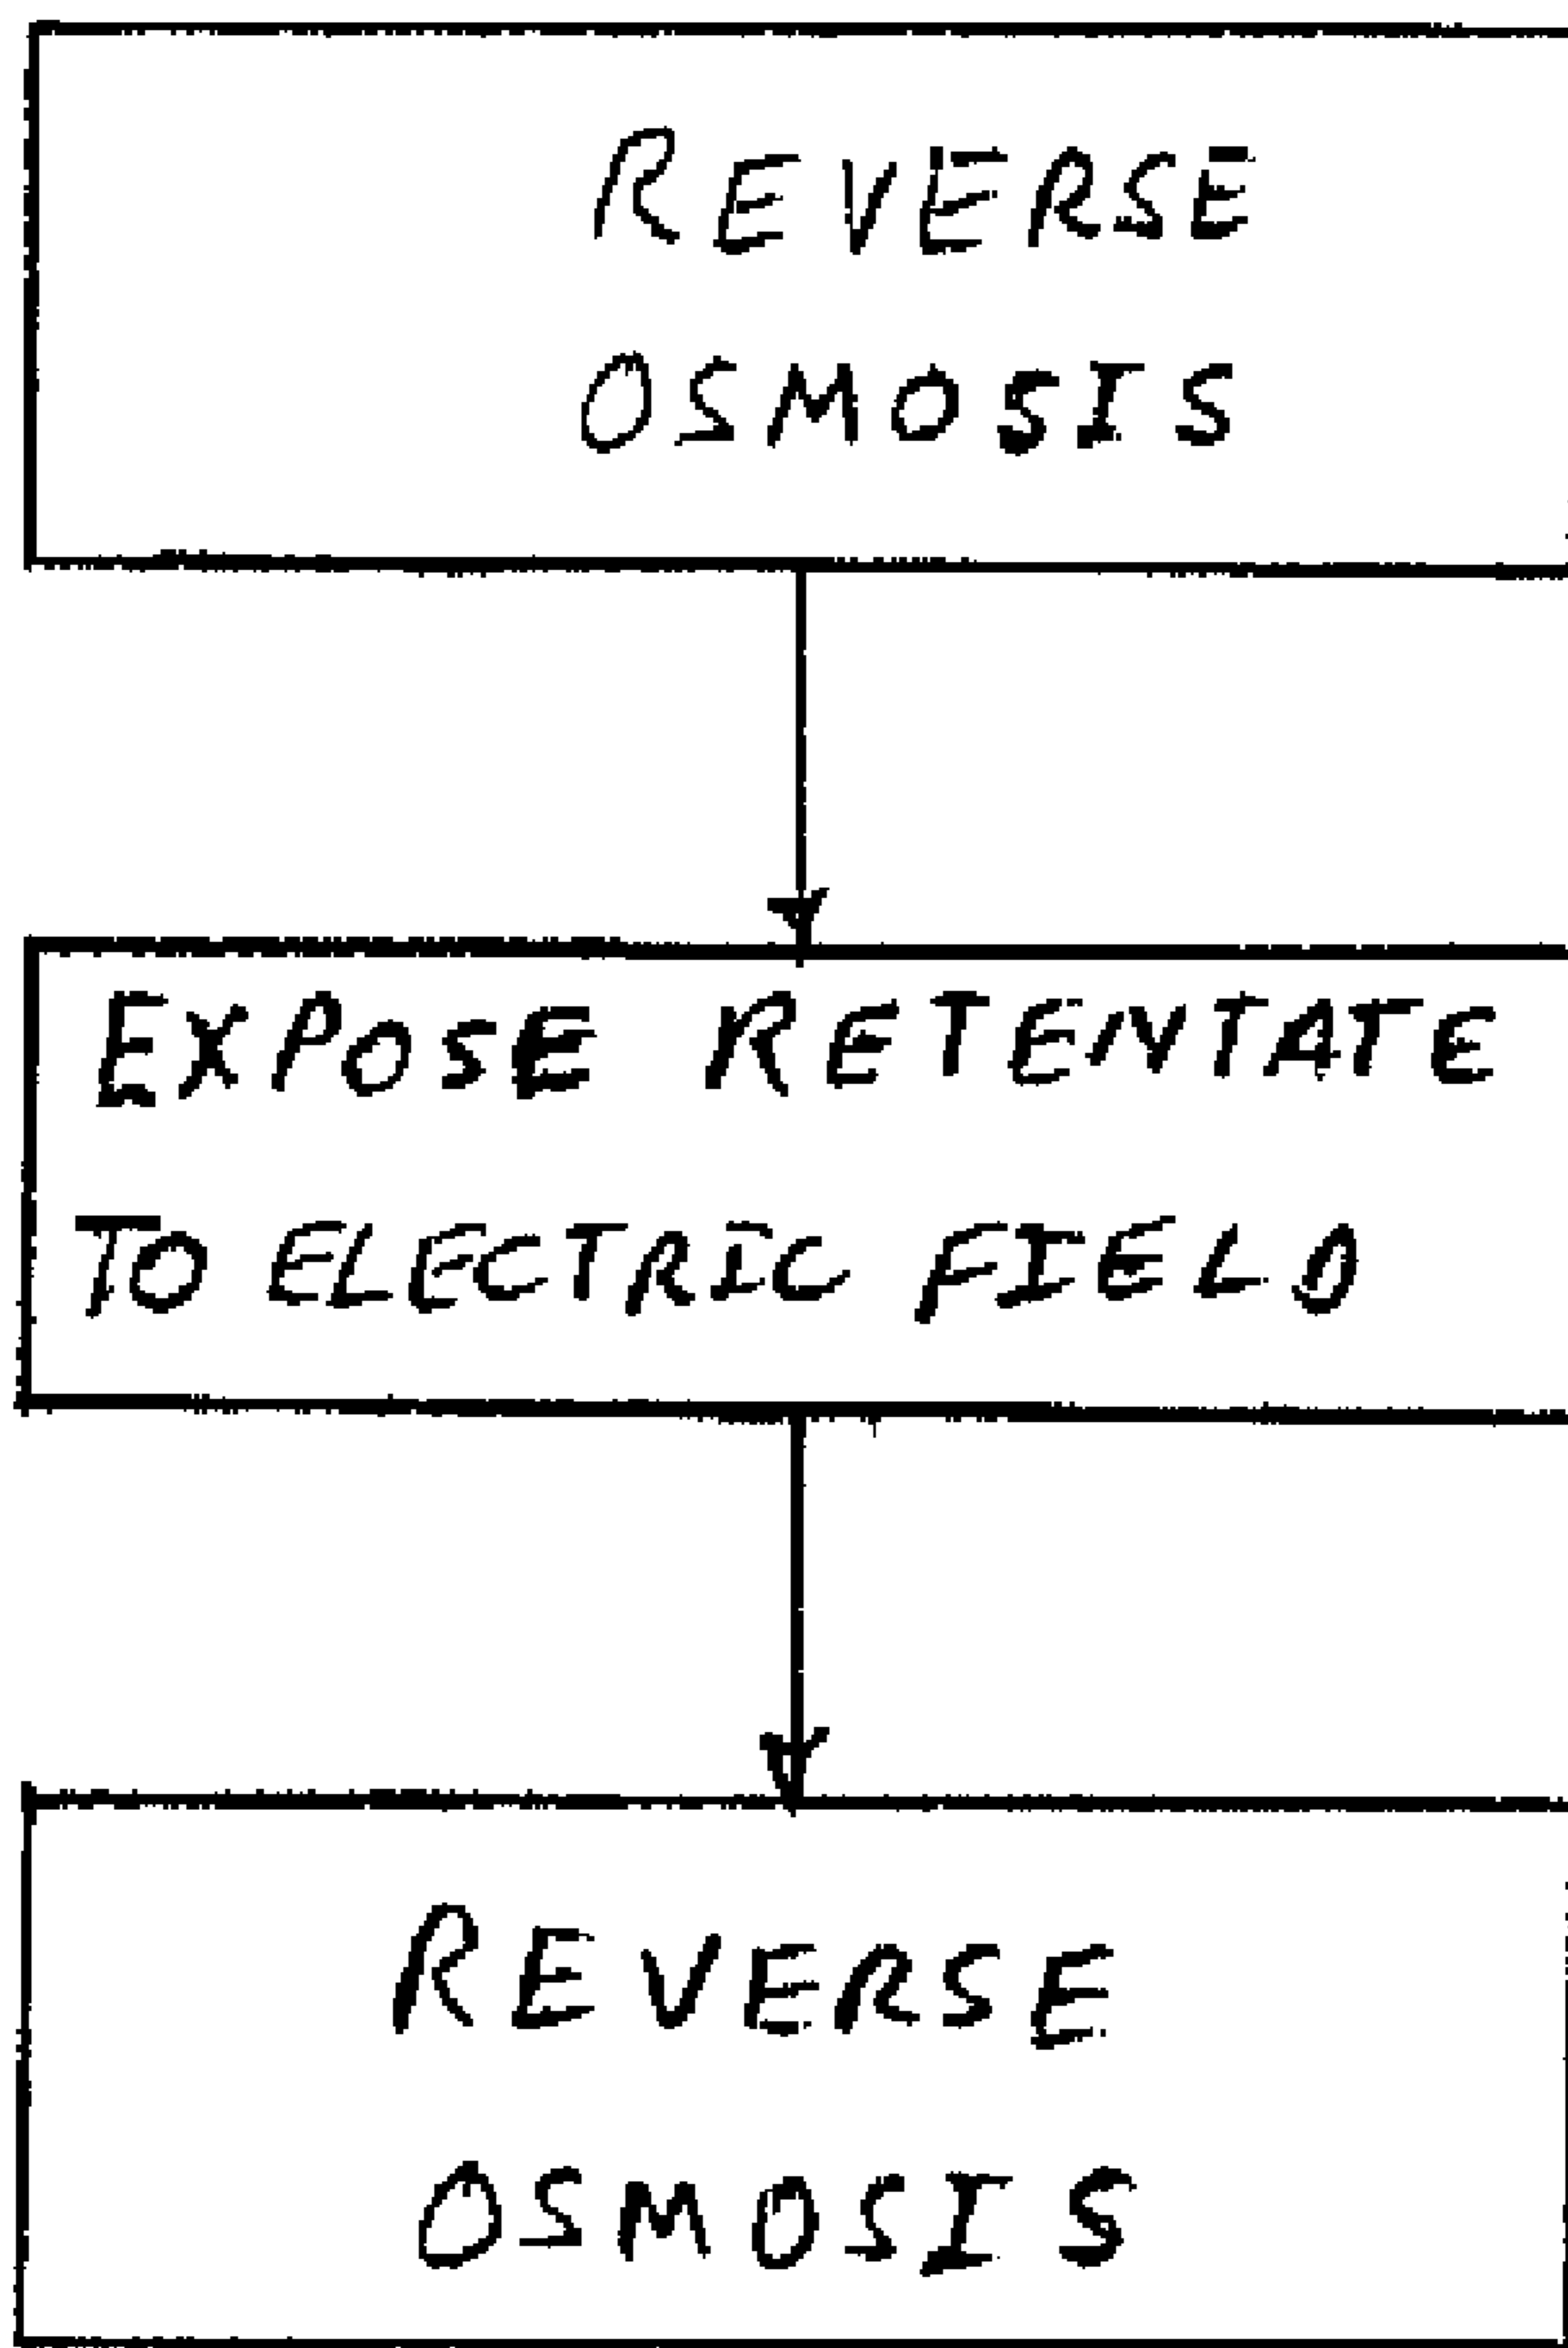 REVERSE
OSMOSIS
EXPOSE RETENTATE
TO ELECTRIC FIELD
REVERSE
OSMOSIS